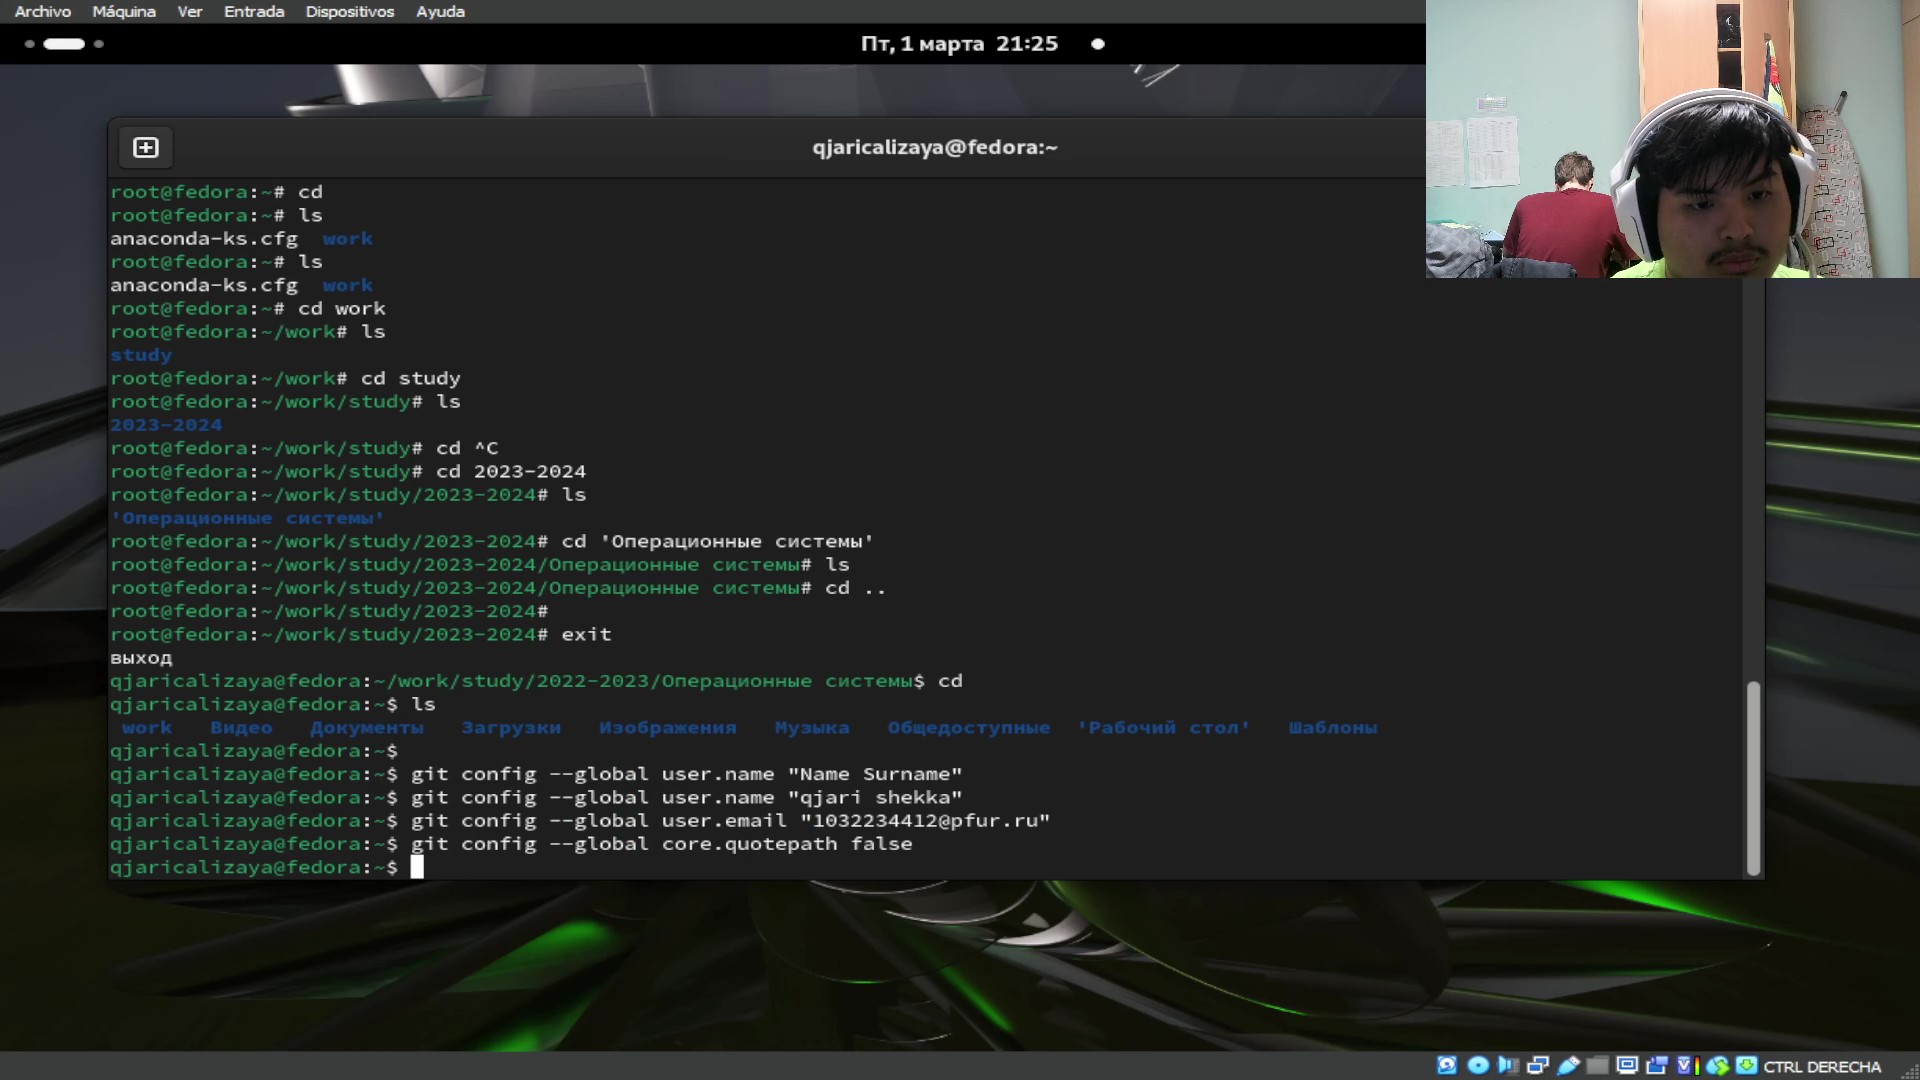 Archivo Máquina Ver Entrada Dispositivos Ayuda
Пт, 1 марта 21:25
qjaricalizaya@fedora:~
root@fedora:~# cd
root@fedora:~# ls
anaconda-ks.cfg work
root@fedora:~# ls
anaconda-ks.cfg work
root@fedora:~# cd work
root@fedora:~/work# ls
study
root@fedora:~/work# cd study
root@fedora:~/work/study# ls
2023-2024
root@fedora:~/work/study# cd ^C
root@fedora:~/work/study# cd 2023-2024
root@fedora:~/work/study/2023-2024# ls
'Операционные системы'
root@fedora:~/work/study/2023-2024# cd 'Операционные системы'
root@fedora:~/work/study/2023-2024/Операционные системы# ls
root@fedora:~/work/study/2023-2024/Операционные системы# cd ..
root@fedora:~/work/study/2023-2024#
root@fedora:~/work/study/2023-2024# exit
выход
qjaricalizaya@fedora:~/work/study/2022-2023/Операционные системы$ cd
qjaricalizaya@fedora:~$ ls
work Видео Документы Загрузки Изображения Музыка Общедоступные 'Рабочий стол' Шаблоны
qjaricalizaya@fedora:~$
qjaricalizaya@fedora:~$ git config --global user.name "Name Surname"
qjaricalizaya@fedora:~$ git config --global user.name "qjari shekka"
qjaricalizaya@fedora:~$ git config --global user.email "1032234412@pfur.ru"
qjaricalizaya@fedora:~$ git config --global core.quotepath false
qjaricalizaya@fedora:~$
CTRL DERECHA